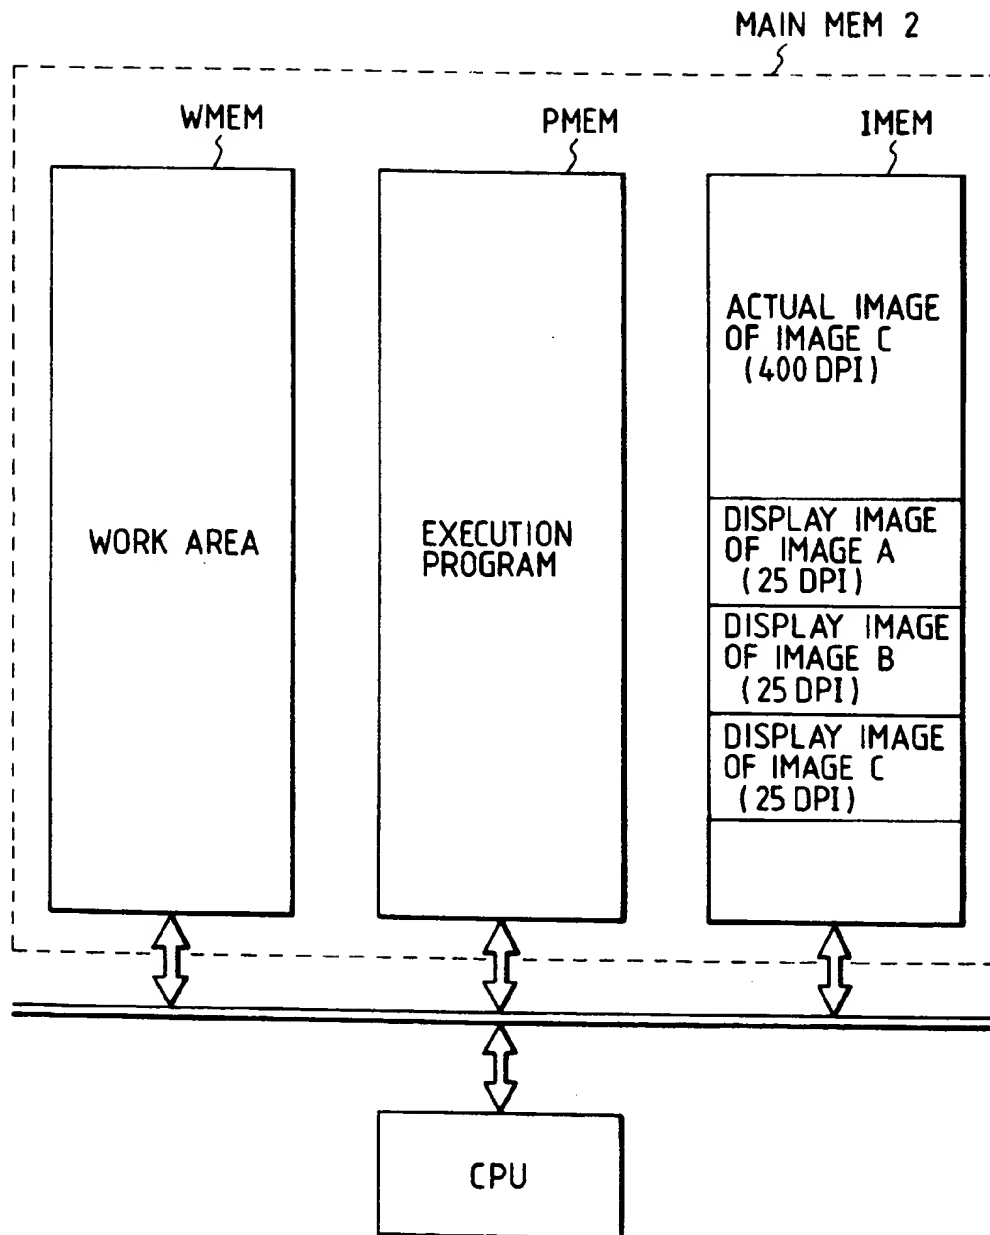 MAIN MEM 2
WMEM
PMEM
IMEM
WORK AREA
EXECUTION
PROGRAM
ACTUAL IMAGE
OF IMAGE C
(400 DPI)
DISPLAY IMAGE
OF IMAGE A
(25 DPI)
DISPLAY IMAGE
OF IMAGE B
(25 DPI)
DISPLAY IMAGE
OF IMAGE C
(25 DPI)
CPU